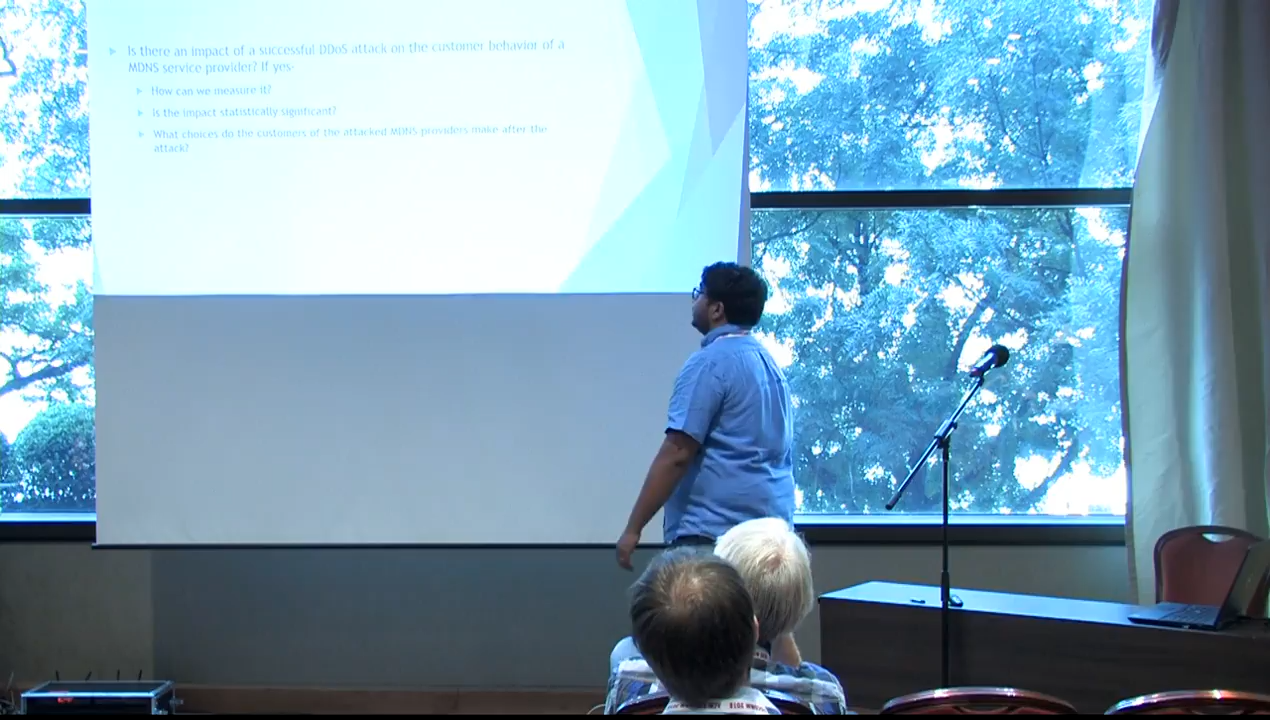 Is there an impact of a successful DDoS attack on the customer behavior of a
MDNS service provider? If yes-
How can we measure it?
Is the impact statistically significant?
What choices do the customers of the attacked MDNS providers make after the
attack?